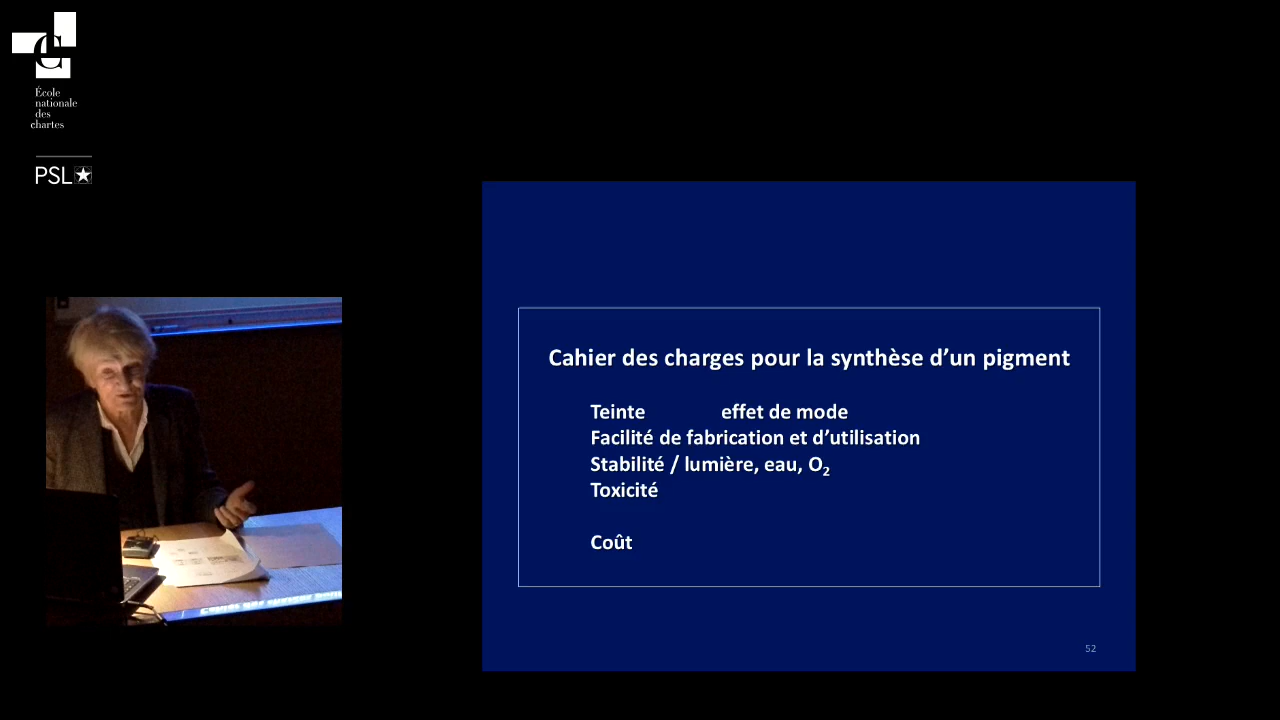 École
nationale
des
chartes
PSL
Cahier des charges pour la synthèse d’un pigment
Teinte effet de mode
Facilité de fabrication et d’utilisation
Stabilité / lumière, eau, O₂
Toxicité
Coût
52